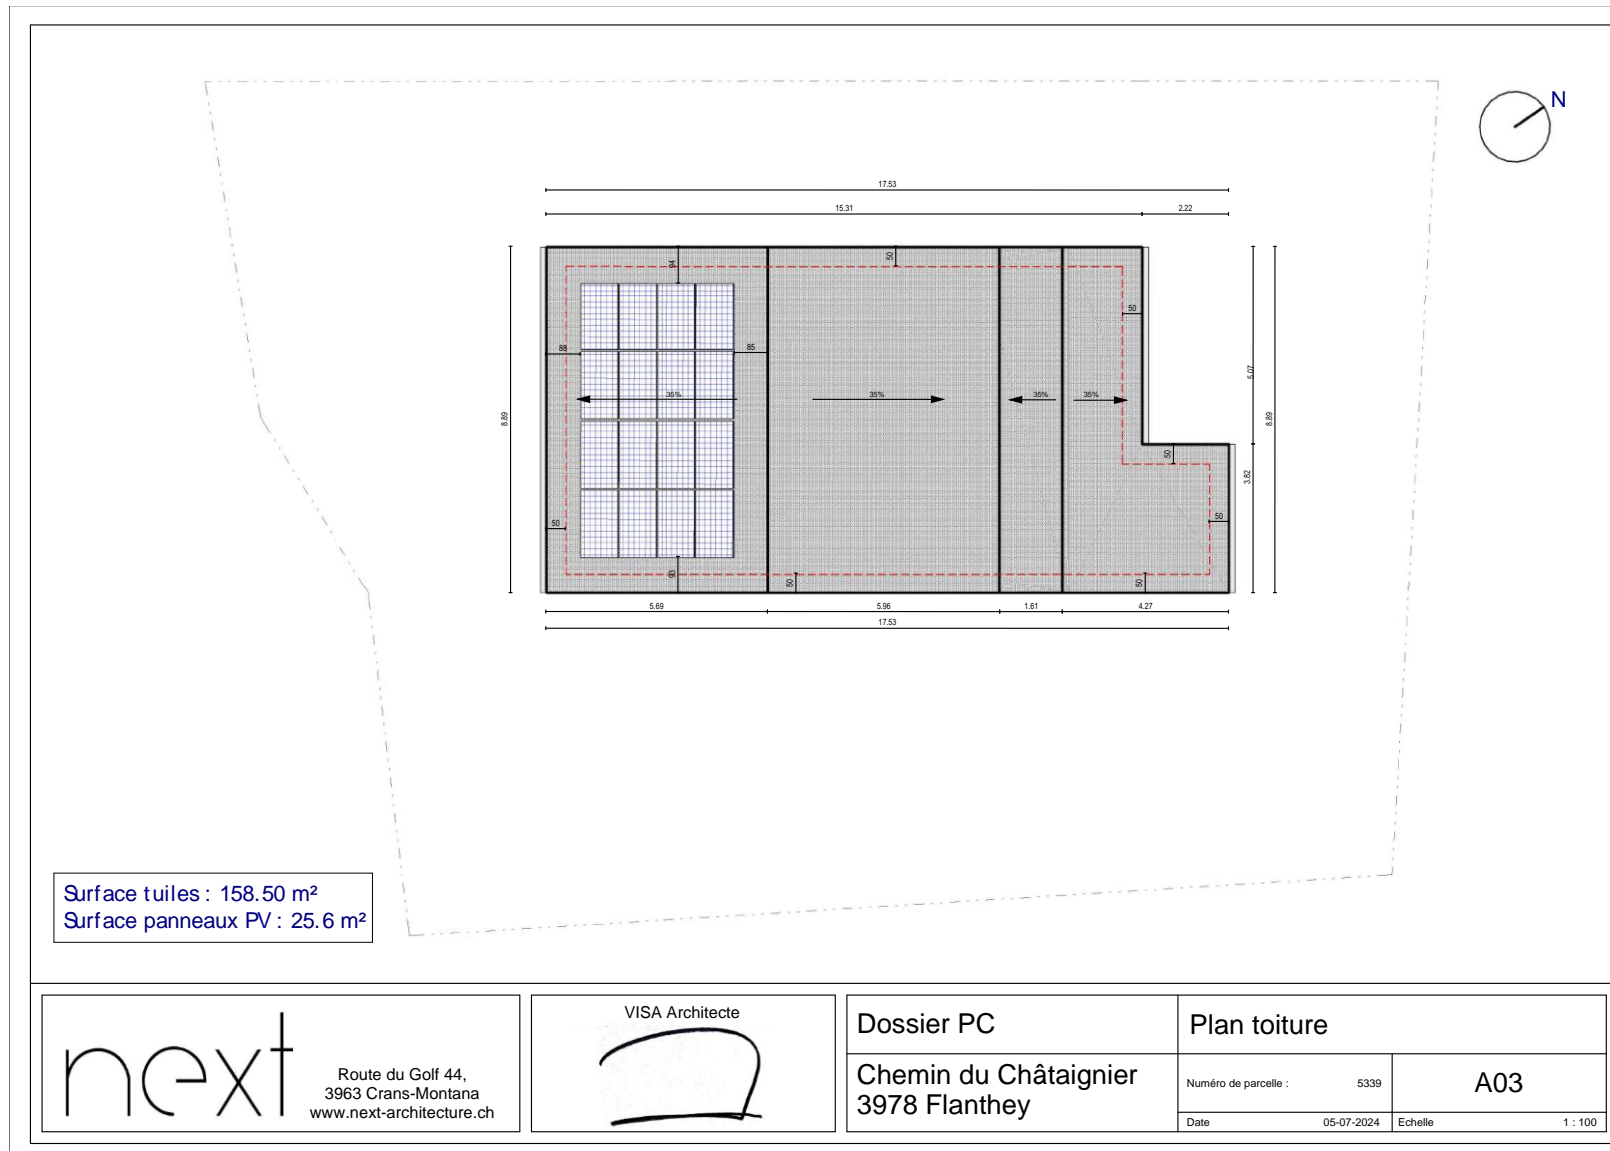 N
17.53
15.31
2.22
94
50
50
88
85
8.89
35%
35%
35%
35%
5.07
8.89
50
3.82
50
50
93
50
50
5.69
5.96
1.61
4.27
17.53
Surface tuiles : 158.50 m²
Surface panneaux PV : 25.6 m²
next
Route du Golf 44,
3963 Crans-Montana
www.next-architecture.ch
VISA Architecte
Dossier PC
Chemin du Châtaignier
3978 Flanthey
Plan toiture
Numéro de parcelle : 5339
A03
Date 05-07-2024
Echelle 1 : 100